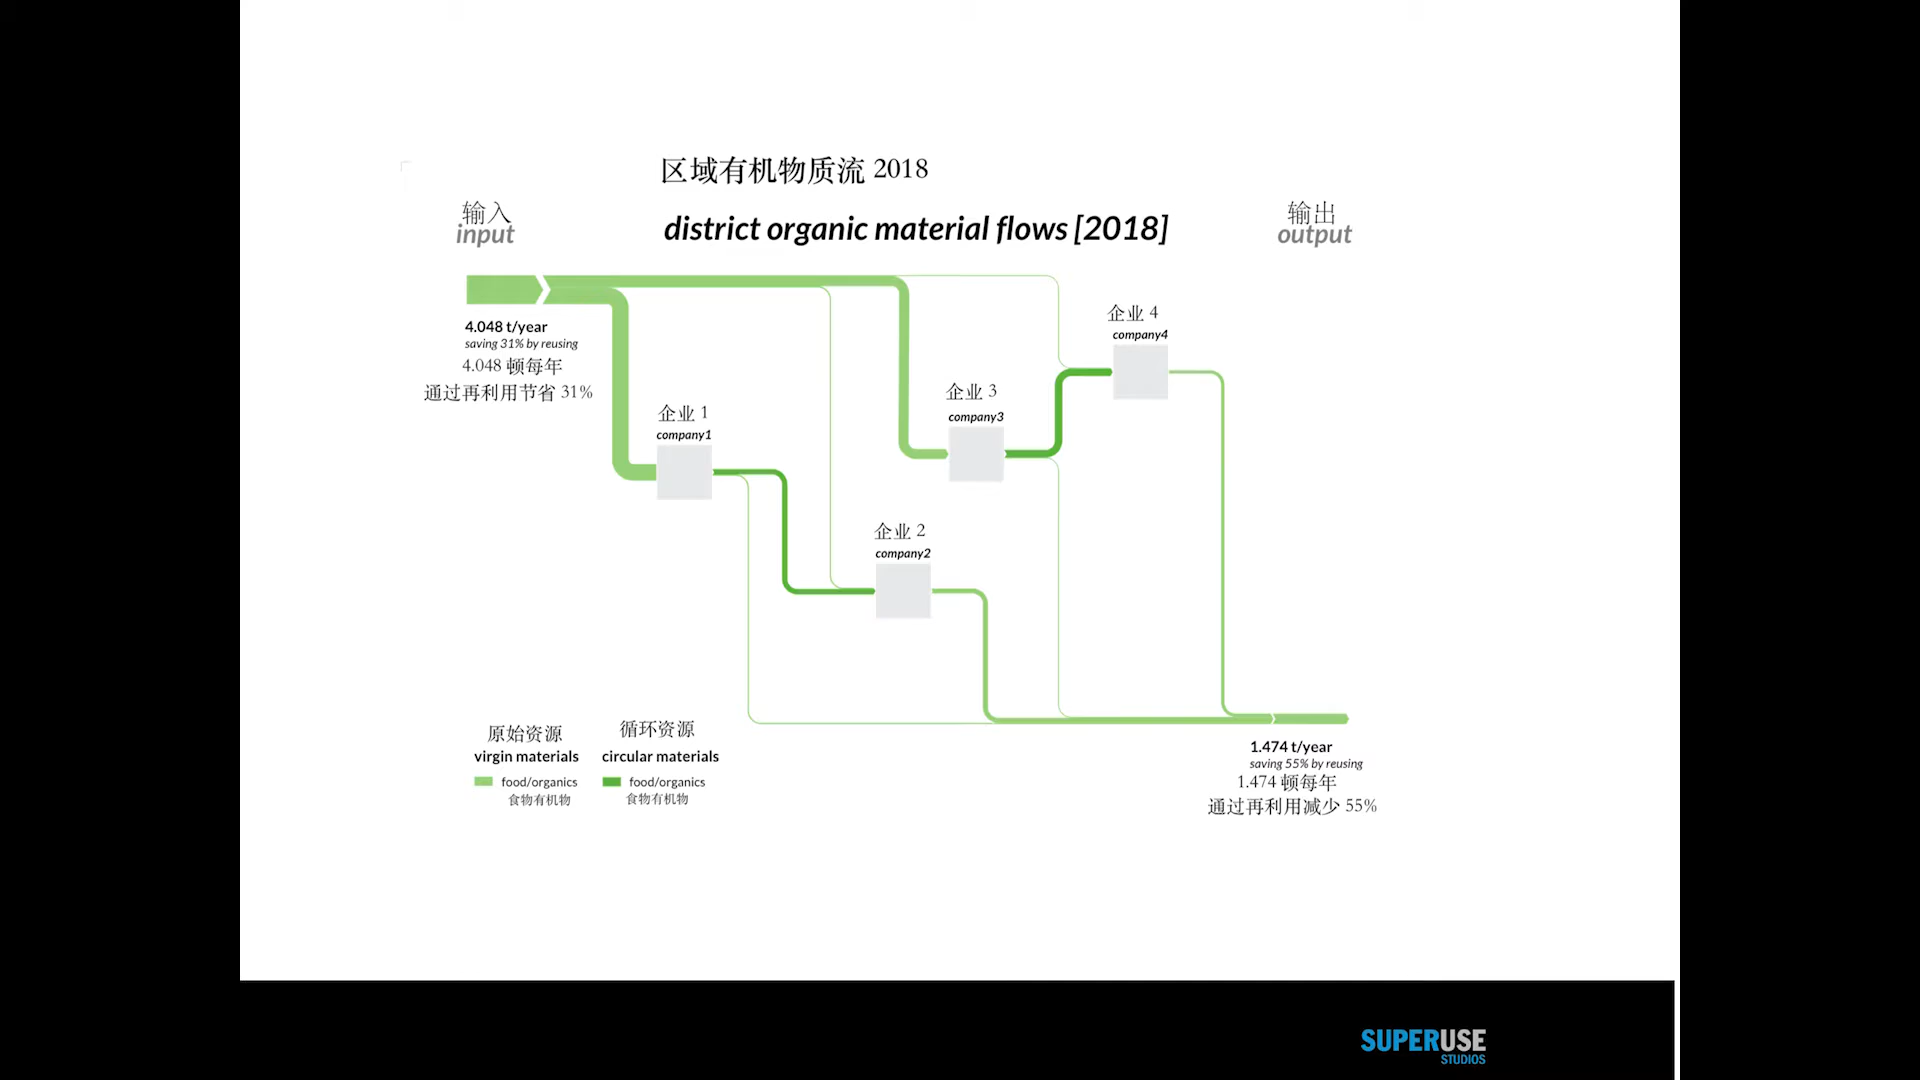 区域有机物质流 2018
输入
input
district organic material flows [2018]
输出
output
4.048 t/year
saving 31% by reusing
4.048 顿每年
通过再利用节省 31%
企业 4
company4
企业 3
company3
企业 1
company1
企业 2
company2
原始资源
virgin materials
food/organics
食物有机物
循环资源
circular materials
food/organics
食物有机物
1.474 t/year
saving 55% by reusing
1.474 顿每年
通过再利用减少 55%
SUPERUSE
STUDIOS